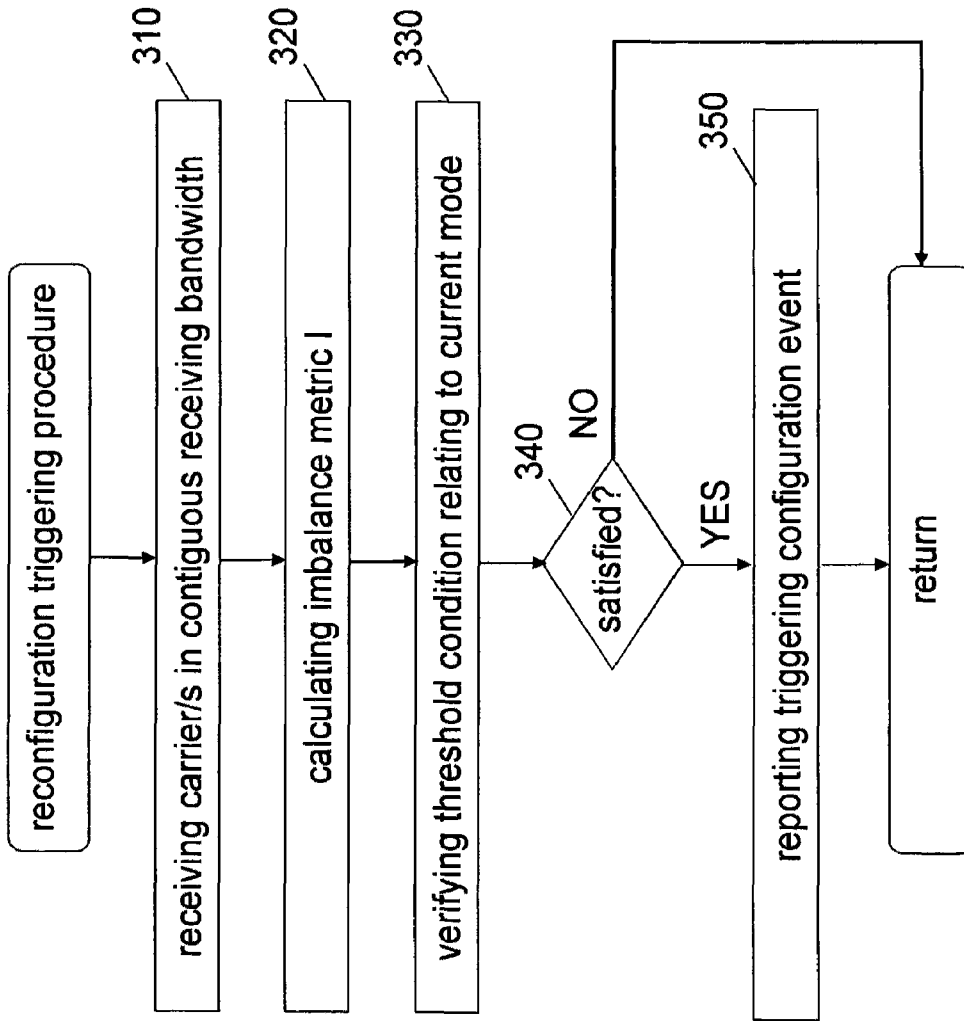 reconfiguration triggering procedure
310
receiving carrier/s in contiguous receiving bandwidth
320
calculating imbalance metric I
330
verifying threshold condition relating to current mode
340
satisfied?
NO
YES
350
reporting triggering configuration event
return